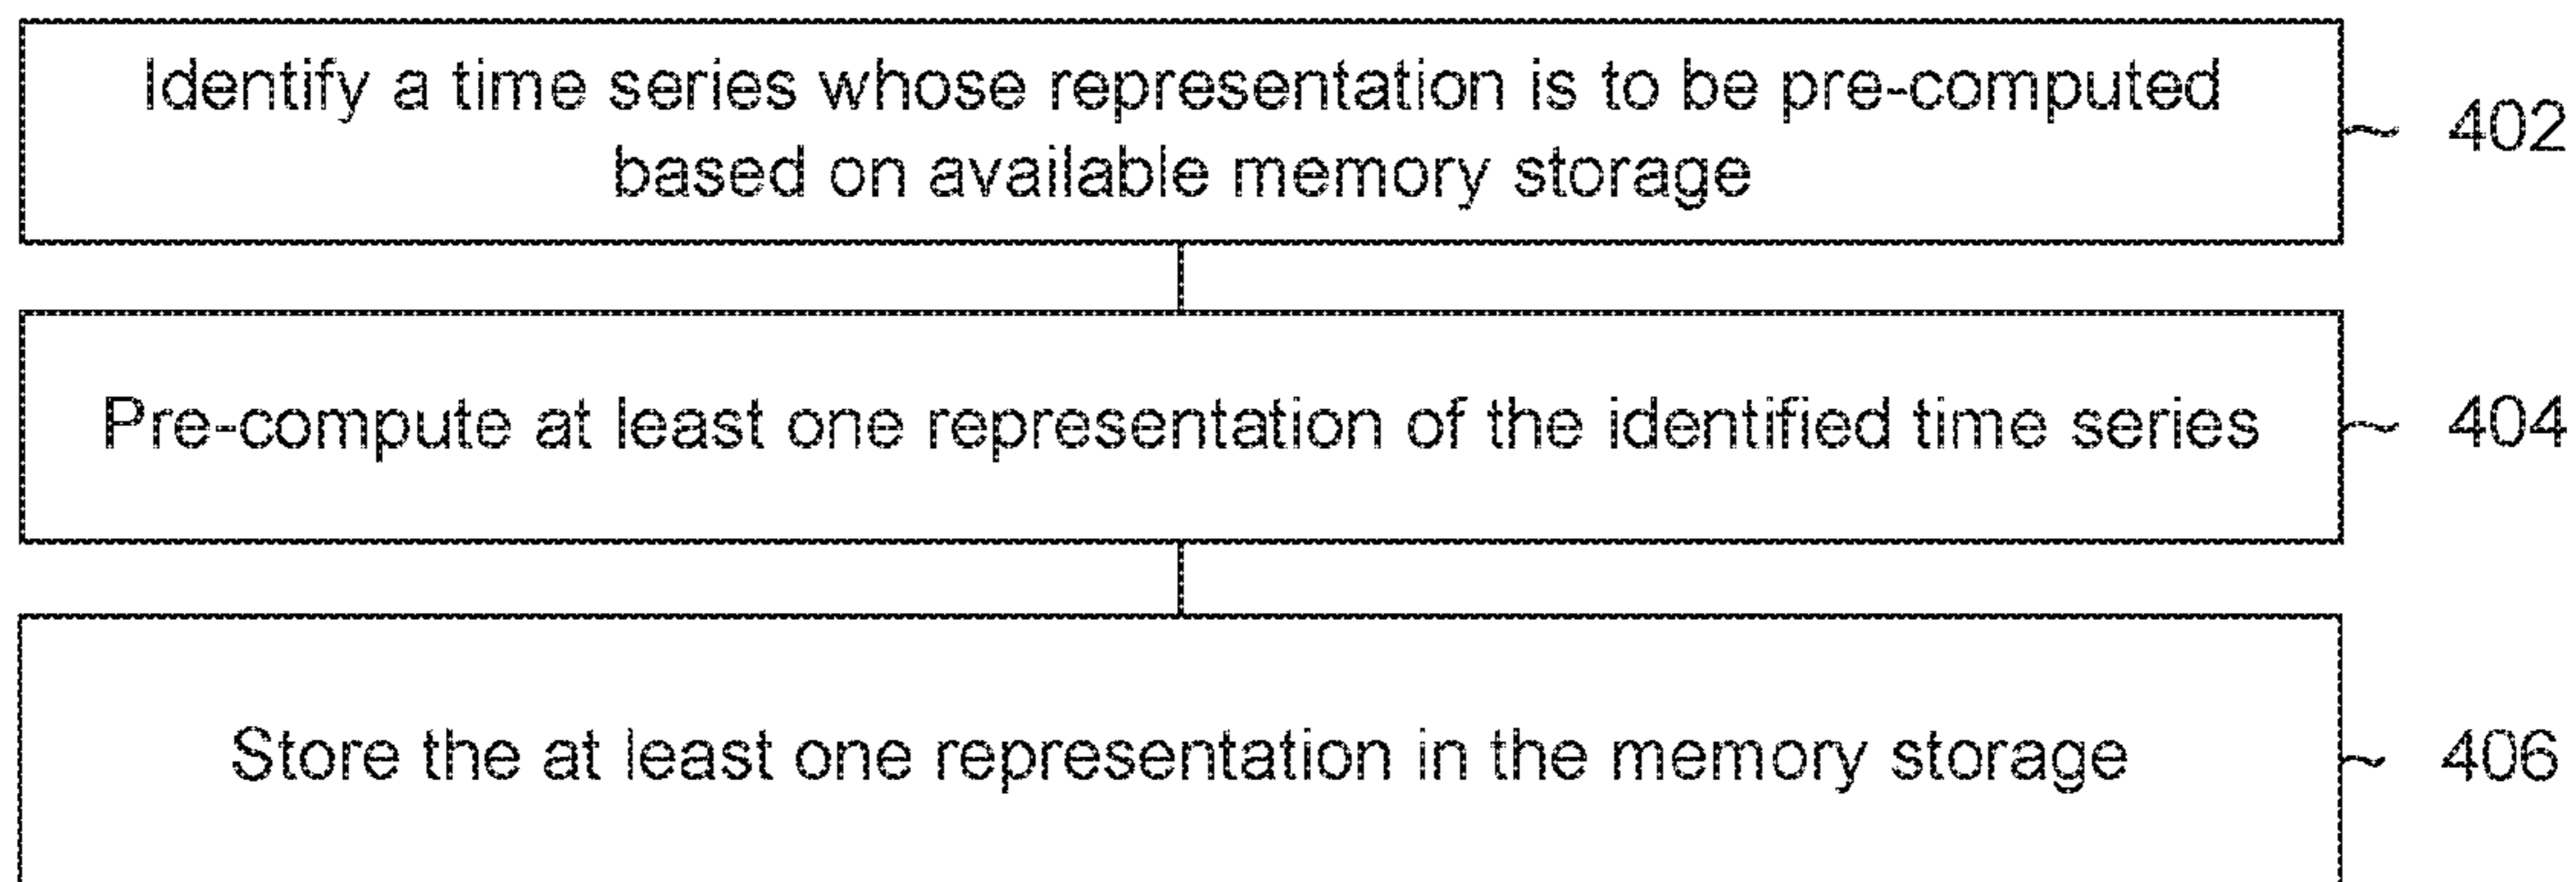 Identify a time series whose representation is to be pre-computed
based on available memory storage
402
Pre-compute at least one representation of the identified time series
404
Store the at least one representation in the memory storage
406